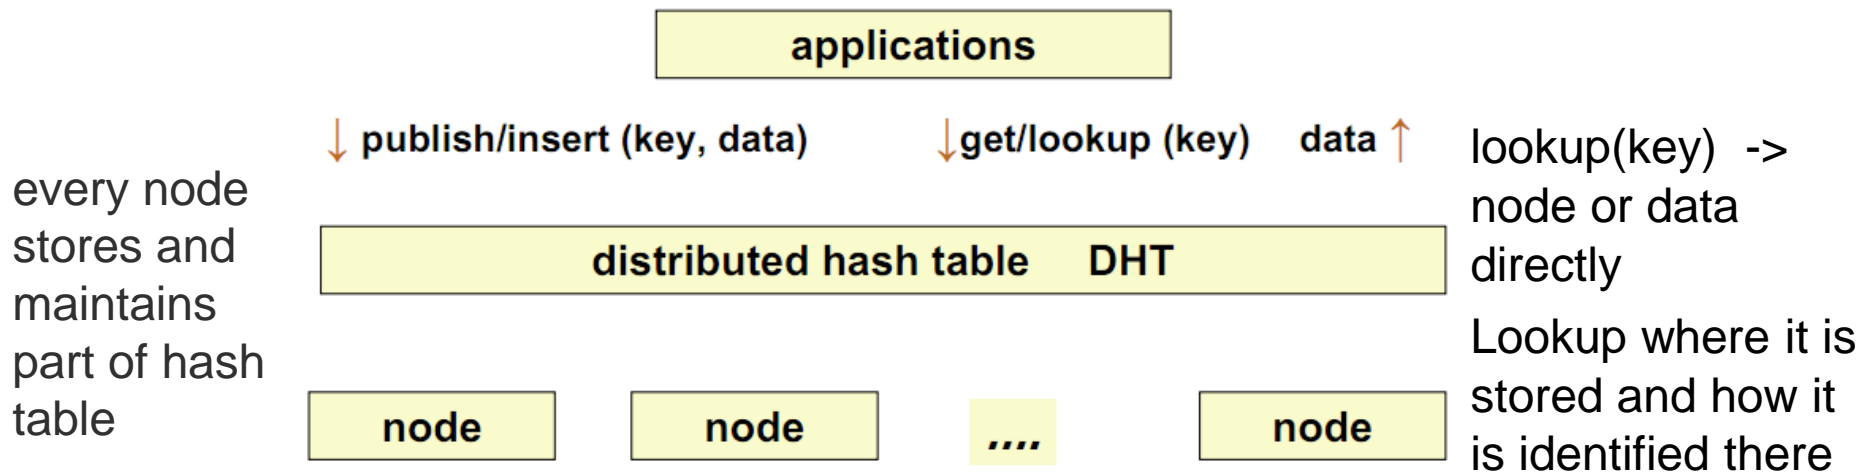 applications
↓ publish/insert (key, data) ↓get/lookup (key) data ↑
distributed hash table DHT
node node .... node
every node
stores and
maintains
part of hash
table
lookup(key) ->
node or data
directly
Lookup where it is
stored and how it
is identified there